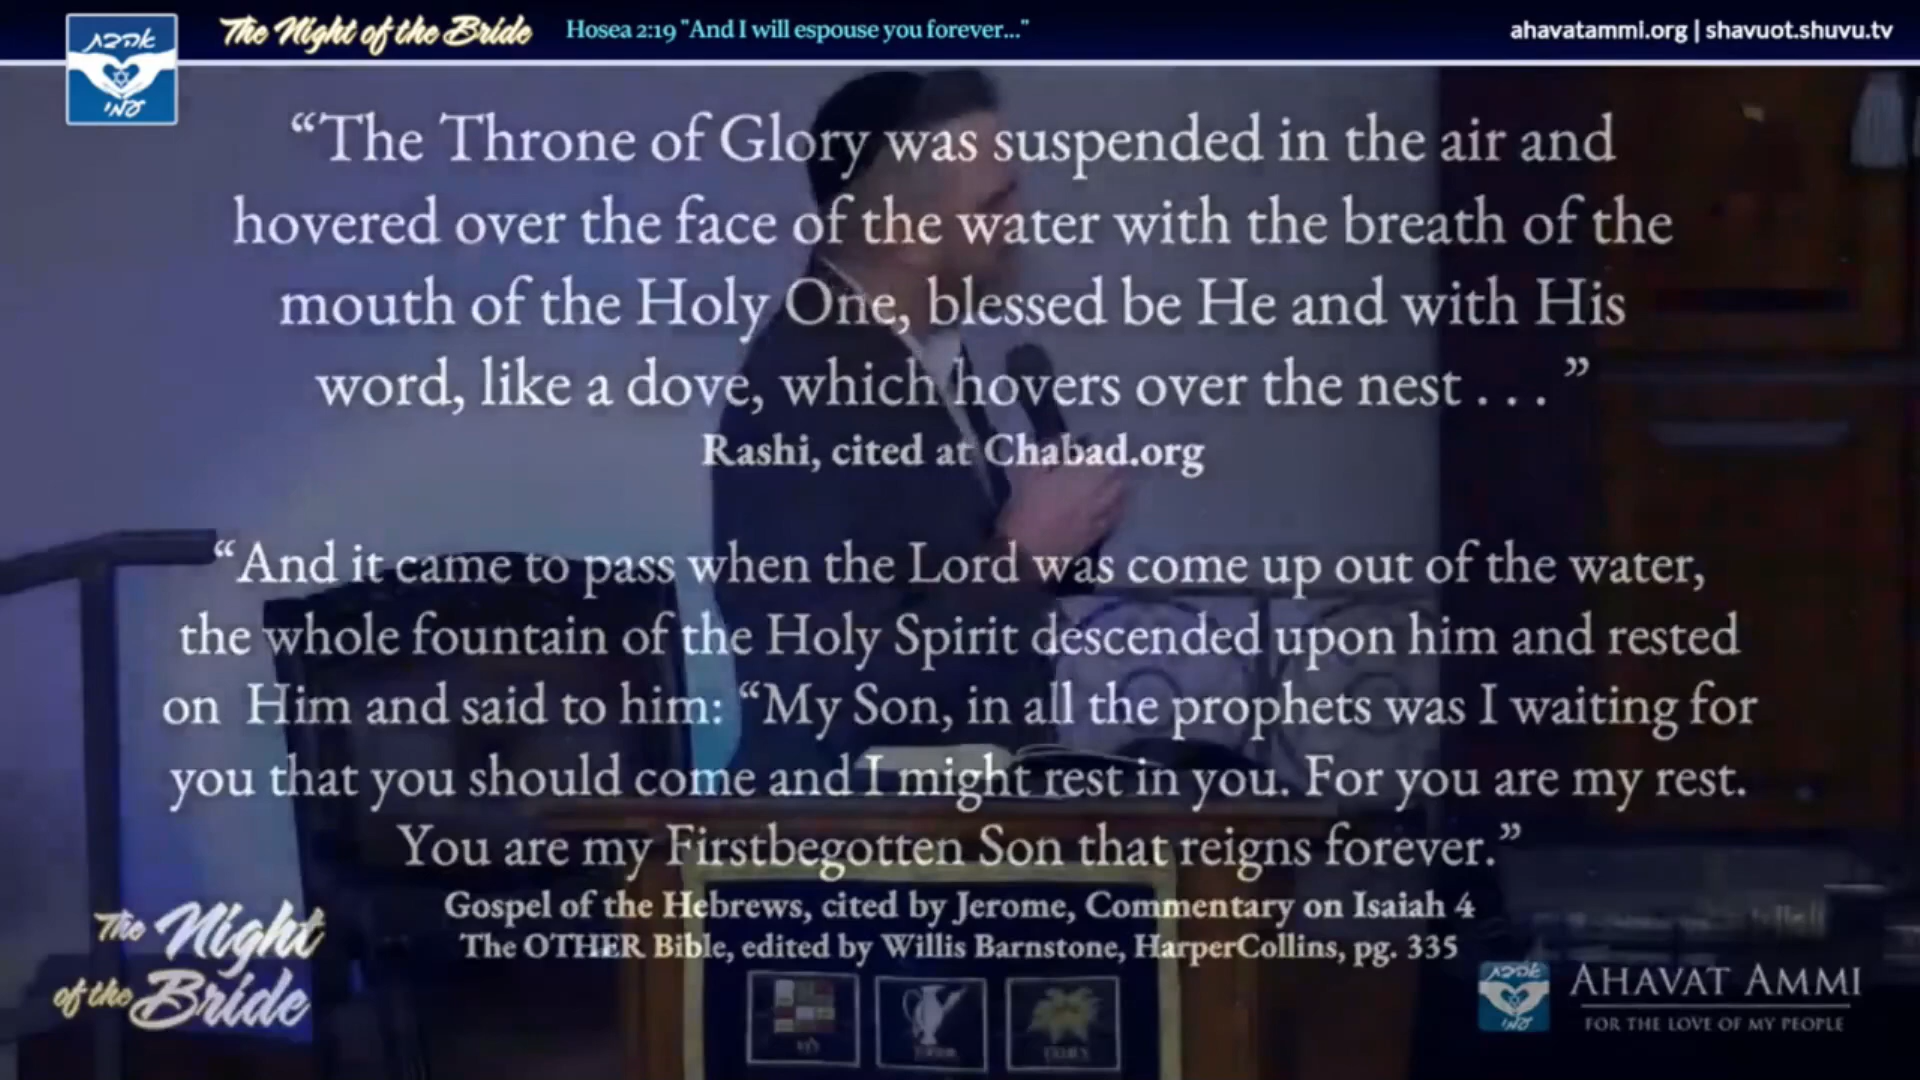 אהבת
עמי
The Night of the Bride
Hosea 2:19 "And I will espouse you forever..."
ahavatammi.org | shavuot.shuvu.tv
“The Throne of Glory was suspended in the air and
hovered over the face of the water with the breath of the
mouth of the Holy One, blessed be He and with His
word, like a dove, which hovers over the nest . . . ”
Rashi, cited at Chabad.org
“And it came to pass when the Lord was come up out of the water,
the whole fountain of the Holy Spirit descended upon him and rested
on Him and said to him: “My Son, in all the prophets was I waiting for
you that you should come and I might rest in you. For you are my rest.
You are my Firstbegotten Son that reigns forever.”
Gospel of the Hebrews, cited by Jerome, Commentary on Isaiah 4
The OTHER Bible, edited by Willis Barnstone, HarperCollins, pg. 335
The Night
of the Bride
אהבת
עמי
AHAVAT AMMI
FOR THE LOVE OF MY PEOPLE